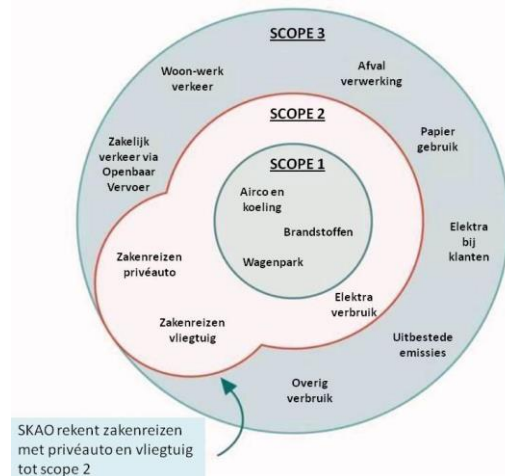 SCOPE 3
Woon-werk
verkeer
Afval
verwerking
SCOPE 2
Zakelijk
verkeer via
Openbaar
Vervoer
Papier
gebruik
SCOPE 1
Airco en
koeling
Brandstoffen
Wagenpark
Elektra
bij
klanten
Zakenreizen
privéauto
Elektra
verbruik
Zakenreizen
vliegtuig
Uitbestede
emissies
Overig
verbruik
SKAO rekent zakenreizen
met privéauto en vliegtuig
tot scope 2